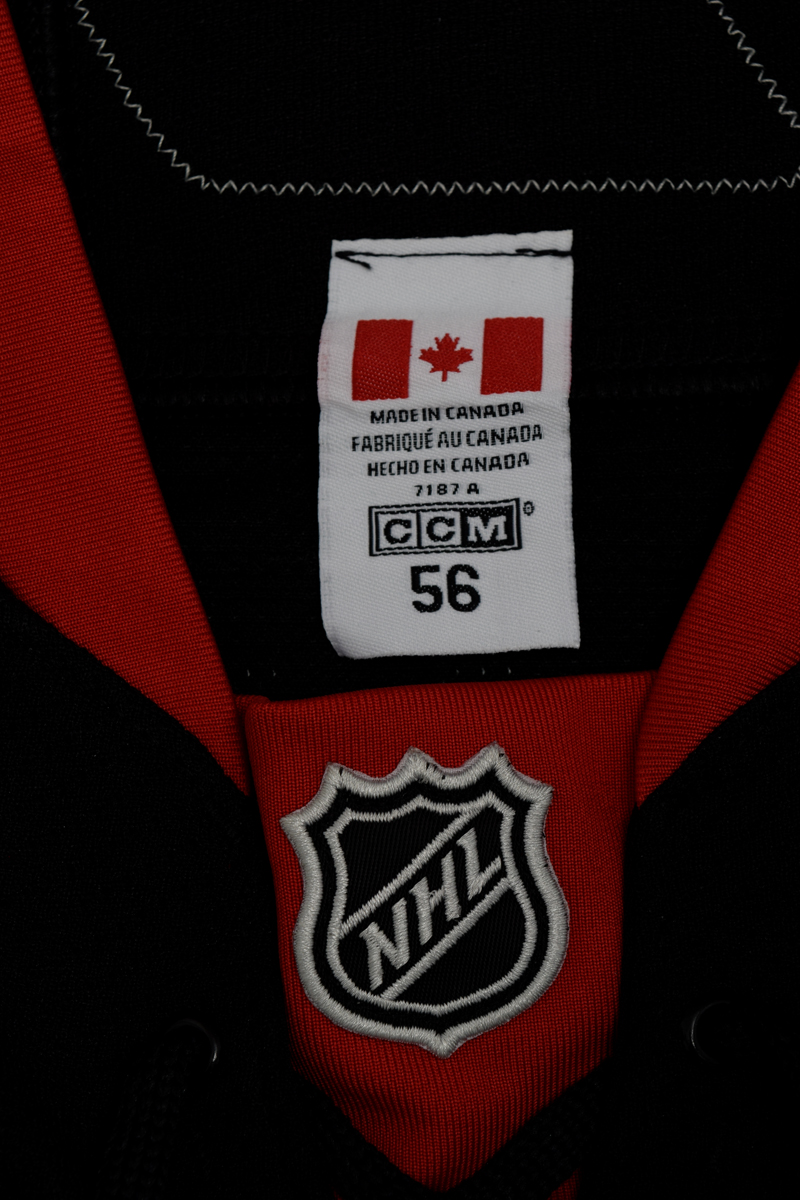 MADE IN CANADA
FABRIQUÉ AU CANADA
HECHO EN CANADA
7187 A
CCM®
56
NHL